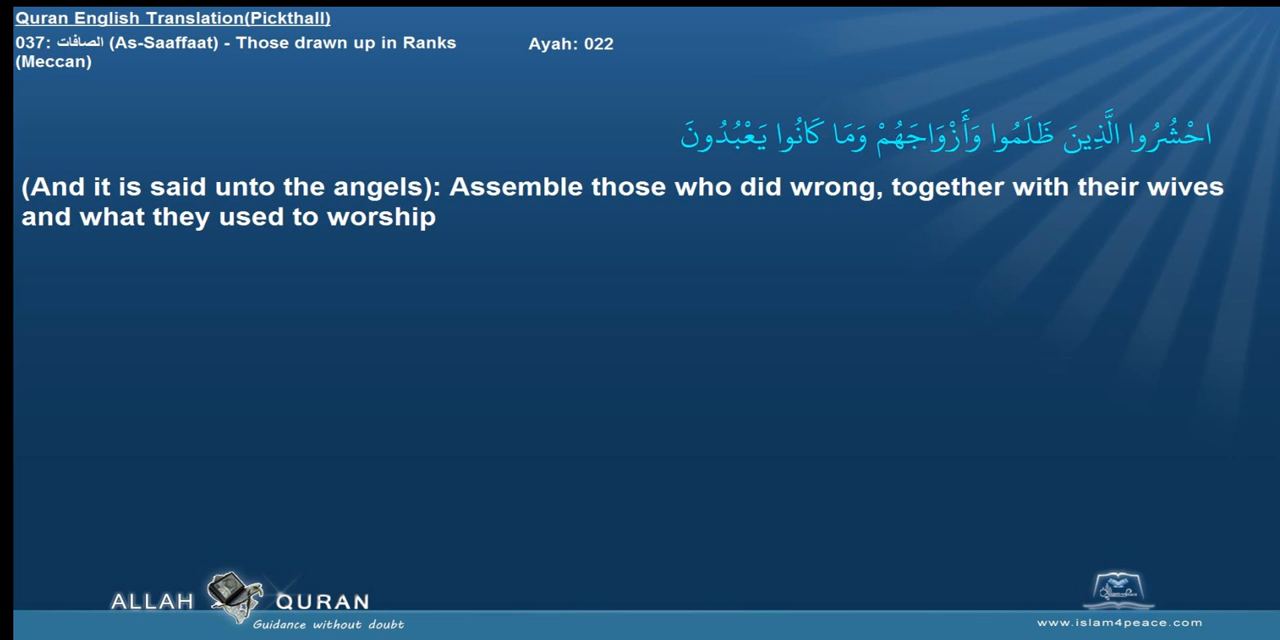 Quran English Translation(Pickthall)
037: الصافات (As-Saaffaat) - Those drawn up in Ranks Ayah: 022
(Meccan)
احْشُرُوا الَّذِينَ ظَلَمُوا وَأَزْوَاجَهُمْ وَمَا كَانُوا يَعْبُدُونَ
(And it is said unto the angels): Assemble those who did wrong, together with their wives
and what they used to worship
ALLAH QURAN
Guidance without doubt
www.islam4peace.com